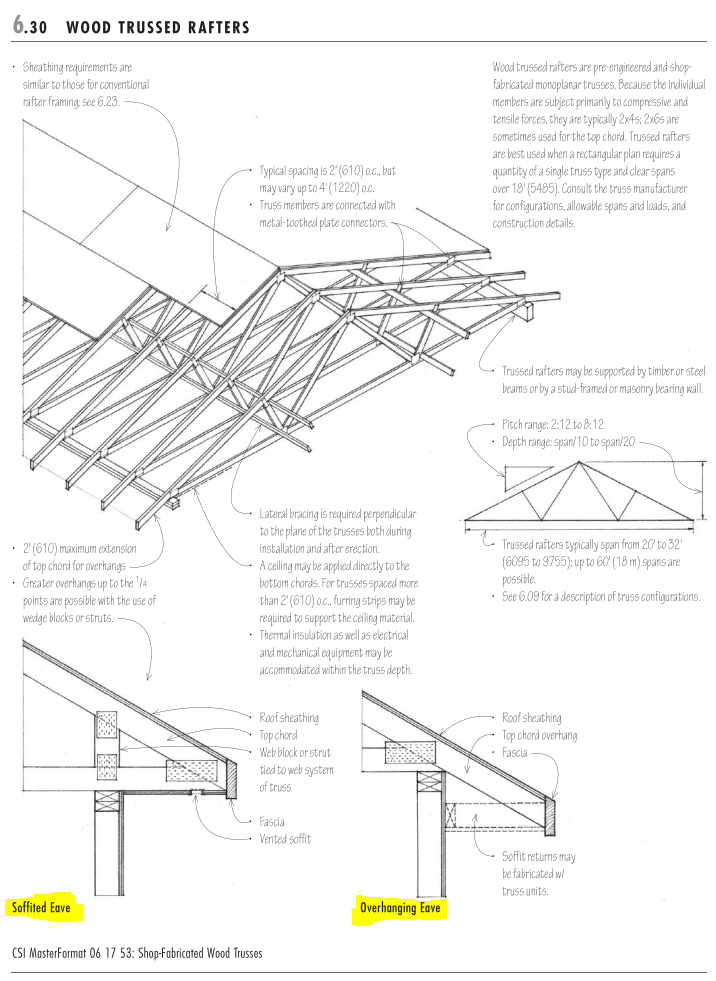 6.30 WOOD TRUSSED RAFTERS
• Sheathing requirements are
similar to those for conventional
rafter framing; see 6.23.
Wood trussed rafters are pre-engineered and shop-
fabricated monoplanar trusses. Because the individual
members are subject primarily to compressive and
tensile forces, they are typically 2x4s; 2x6s are
sometimes used for the top chord. Trussed rafters
are best used when a rectangular plan requires a
quantity of a single truss type and clear spans
over 18' (5485). Consult the truss manufacturer
for configurations, allowable spans and loads, and
construction details.
• Typical spacing is 2' (610) o.c., but
may vary up to 4' (1220) o.c.
• Truss members are connected with
metal-toothed plate connectors.
• Trussed rafters may be supported by timber or steel
beams or by a stud-framed or masonry bearing wall.
• Pitch range: 2:12 to 8:12
• Depth range: span/10 to span/20
• Trussed rafters typically span from 20' to 32'
(6095 to 9755); up to 60' (18 m) spans are
possible.
• See 6.09 for a description of truss configurations.
• Lateral bracing is required perpendicular
to the plane of the trusses both during
installation and after erection.
• A ceiling may be applied directly to the
bottom chords. For trusses spaced more
than 2' (610) o.c., furring strips may be
required to support the ceiling material.
• Thermal insulation as well as electrical
and mechanical equipment may be
accommodated within the truss depth.
• 2' (610) maximum extension
of top chord for overhangs
• Greater overhangs up to the 1/4
points are possible with the use of
wedge blocks or struts.
• Roof sheathing
• Top chord
• Web block or strut
tied to web system
of truss
• Fascia
• Vented soffit
Soffited Eave
• Roof sheathing
• Top chord overhang
• Fascia
• Soffit returns may
be fabricated w/
truss units.
Overhanging Eave
CSI MasterFormat 06 17 53: Shop-Fabricated Wood Trusses